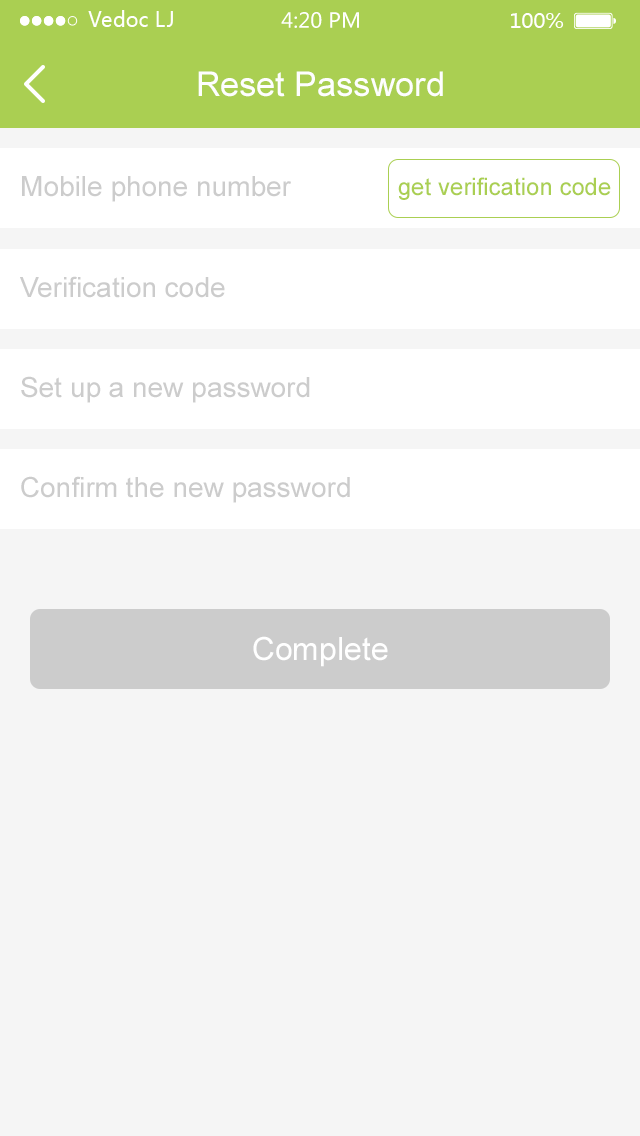 Vedoc LJ 4:20 PM 100%
Reset Password
Mobile phone number get verification code
Verification code
Set up a new password
Confirm the new password
Complete